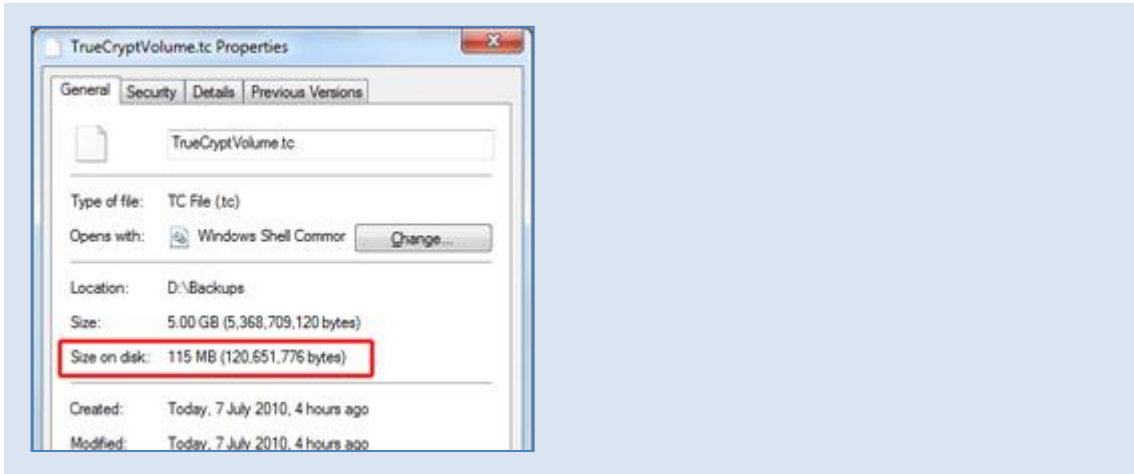 TrueCryptVolume.tc Properties
General Security Details Previous Versions
TrueCryptVolume.tc
Type of file: TC File (.tc)
Opens with: Windows Shell Commor Change...
Location: D:\Backups
Size: 5.00 GB (5,368,709,120 bytes)
Size on disk: 115 MB (120,651,776 bytes)
Created: Today, 7 July 2010, 4 hours ago
Modified: Today, 7 July 2010, 4 hours ago